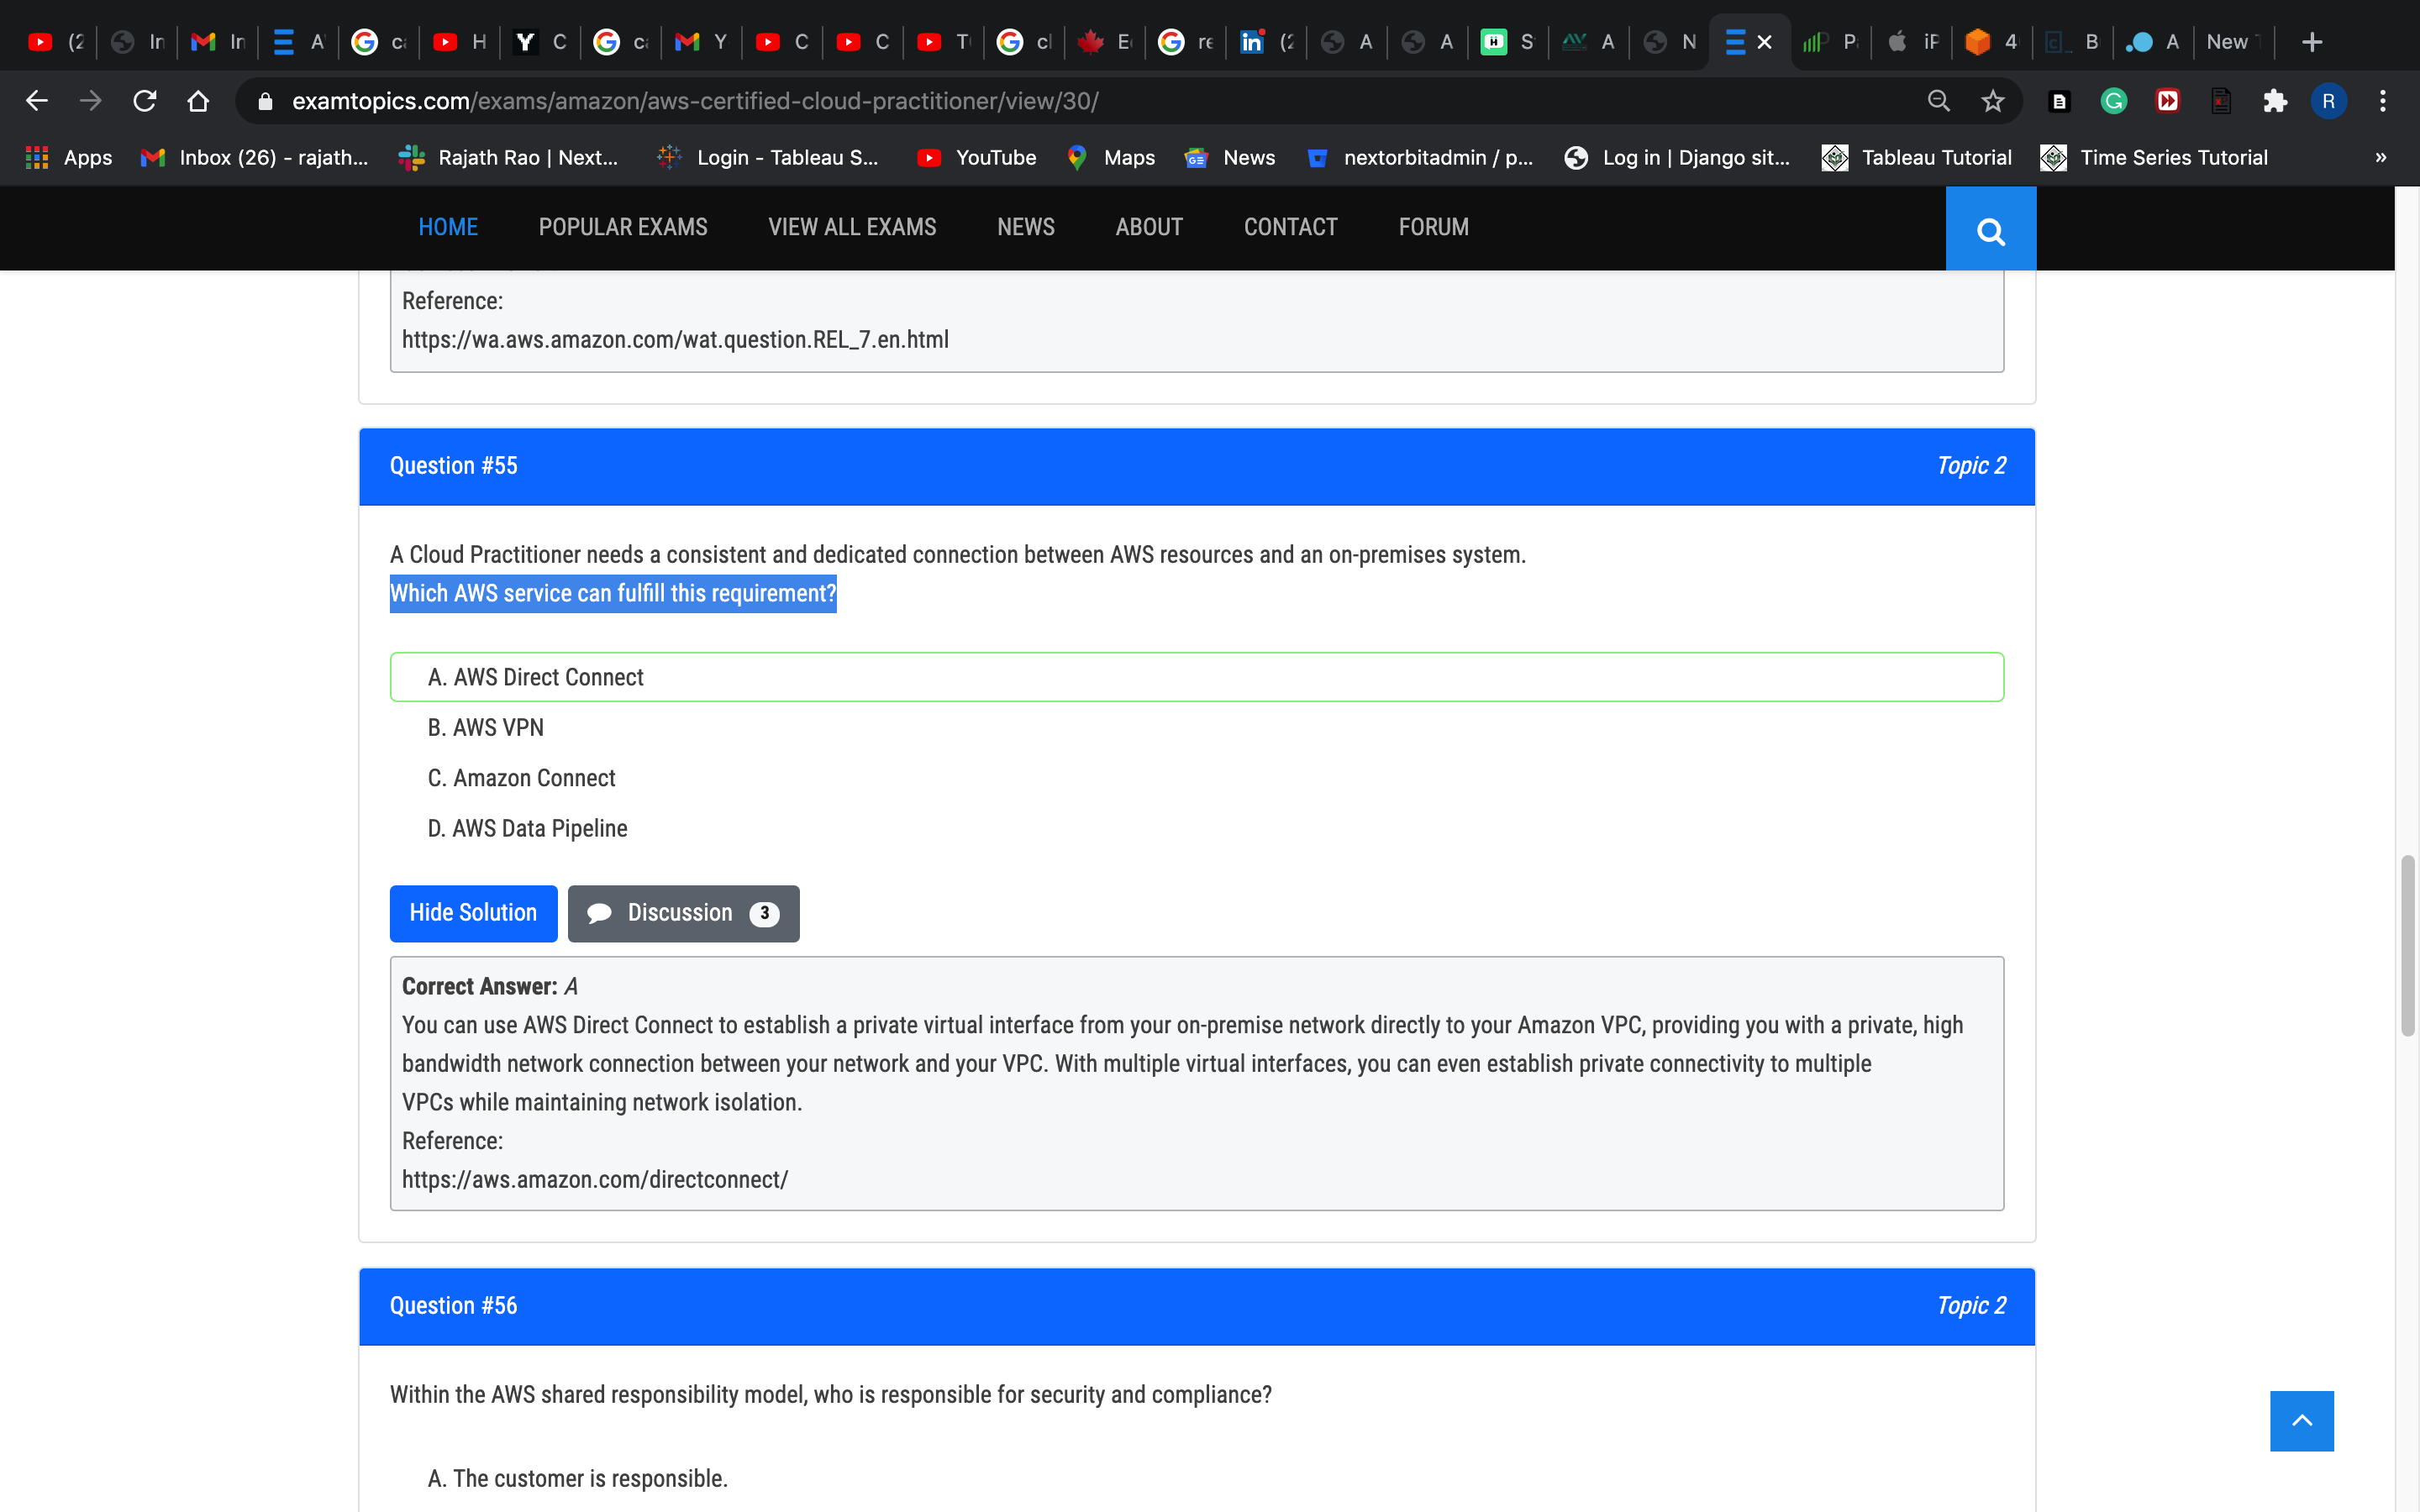 (2
In
In
A
c
H
C
c
Y
C
C
T
cl
E
re
(2
A
A
S
A
N
P
iP
4
B
A
New
examtopics.com/exams/amazon/aws-certified-cloud-practitioner/view/30/
R
Apps
Inbox (26) - rajath...
Rajath Rao | Next...
Login - Tableau S...
YouTube
Maps
News
nextorbitadmin / p...
Log in | Django sit...
Tableau Tutorial
Time Series Tutorial
»
HOME
POPULAR EXAMS
VIEW ALL EXAMS
NEWS
ABOUT
CONTACT
FORUM
Reference:
https://wa.aws.amazon.com/wat.question.REL_7.en.html
Question #55
Topic 2
A Cloud Practitioner needs a consistent and dedicated connection between AWS resources and an on-premises system.
Which AWS service can fulfill this requirement?
A. AWS Direct Connect
B. AWS VPN
C. Amazon Connect
D. AWS Data Pipeline
Hide Solution
Discussion 3
Correct Answer: A
You can use AWS Direct Connect to establish a private virtual interface from your on-premise network directly to your Amazon VPC, providing you with a private, high
bandwidth network connection between your network and your VPC. With multiple virtual interfaces, you can even establish private connectivity to multiple
VPCs while maintaining network isolation.
Reference:
https://aws.amazon.com/directconnect/
Question #56
Topic 2
Within the AWS shared responsibility model, who is responsible for security and compliance?
A. The customer is responsible.